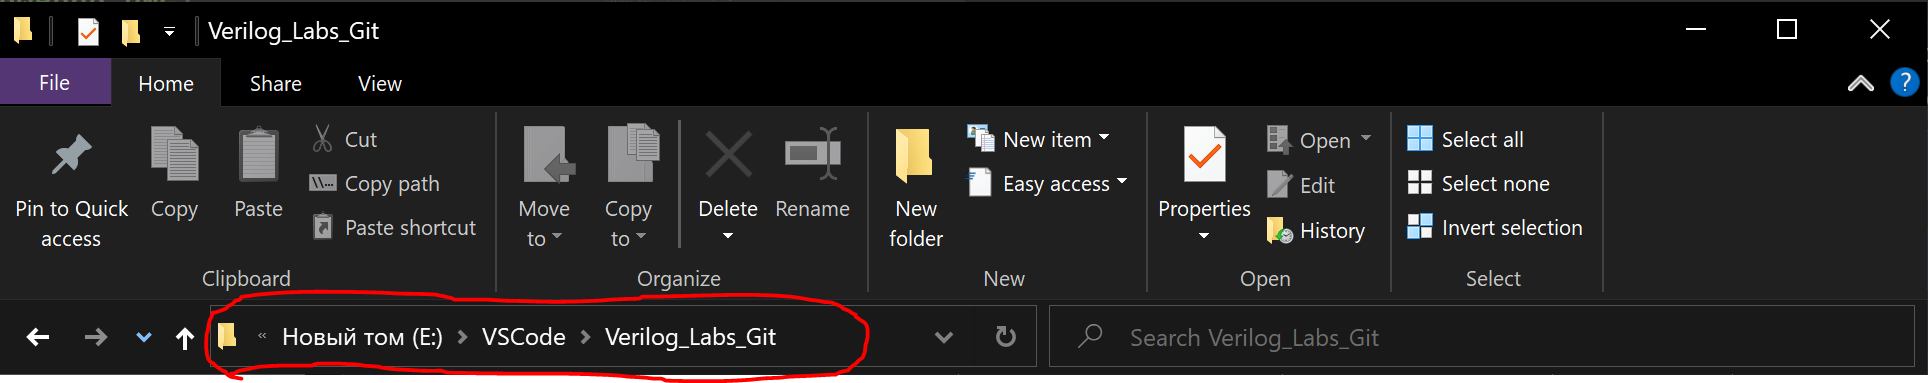 Verilog_Labs_Git
File Home Share View
Pin to Quick access
Copy
Paste
Cut
Copy path
Paste shortcut
Clipboard
Move to
Copy to
Delete
Rename
Organize
New folder
New item
Easy access
New
Properties
Open
Edit
History
Open
Select all
Select none
Invert selection
Select
« Новый том (E:) > VSCode > Verilog_Labs_Git
Search Verilog_Labs_Git